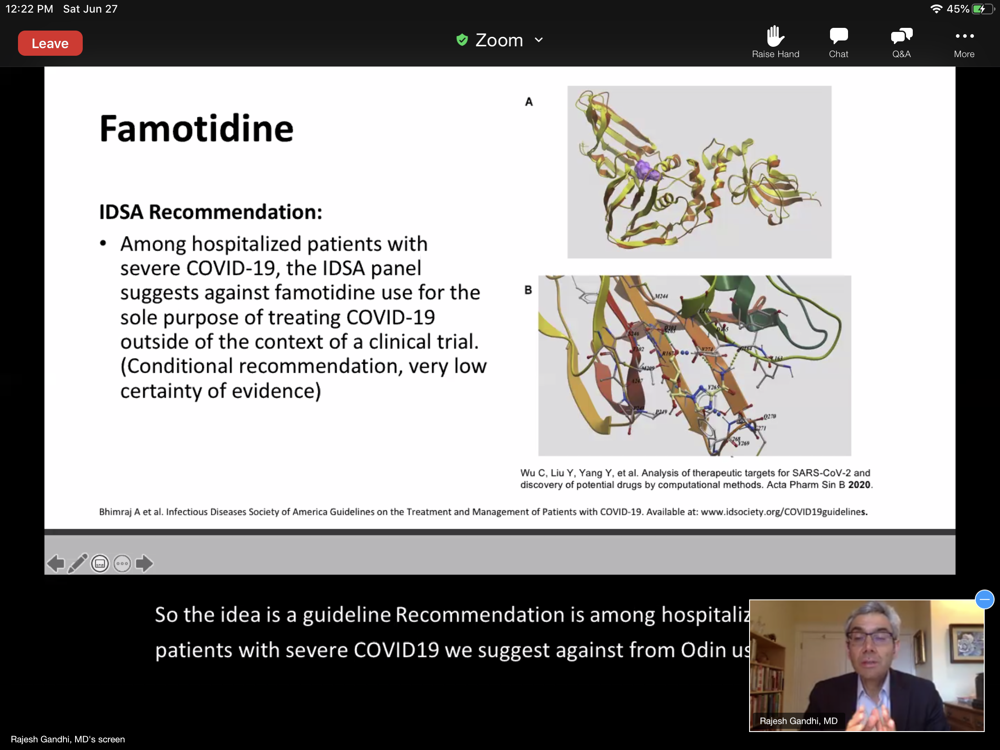 12:22 PM Sat Jun 27
45%
Leave
Zoom
Raise Hand
Chat
Q&A
More
Famotidine
IDSA Recommendation:
• Among hospitalized patients with
severe COVID-19, the IDSA panel
suggests against famotidine use for the
sole purpose of treating COVID-19
outside of the context of a clinical trial.
(Conditional recommendation, very low
certainty of evidence)
A
B
M244
D165
S246
R167
Y274
G164
M209
Y265
P249
Q270
Y269
Wu C, Liu Y, Yang Y, et al. Analysis of therapeutic targets for SARS-CoV-2 and
discovery of potential drugs by computational methods. Acta Pharm Sin B 2020.
Bhimraj A et al. Infectious Diseases Society of America Guidelines on the Treatment and Management of Patients with COVID-19. Available at: www.idsociety.org/COVID19guidelines.
So the idea is a guideline Recommendation is among hospitaliz
patients with severe COVID19 we suggest against from Odin us
Rajesh Gandhi, MD
Rajesh Gandhi, MD's screen